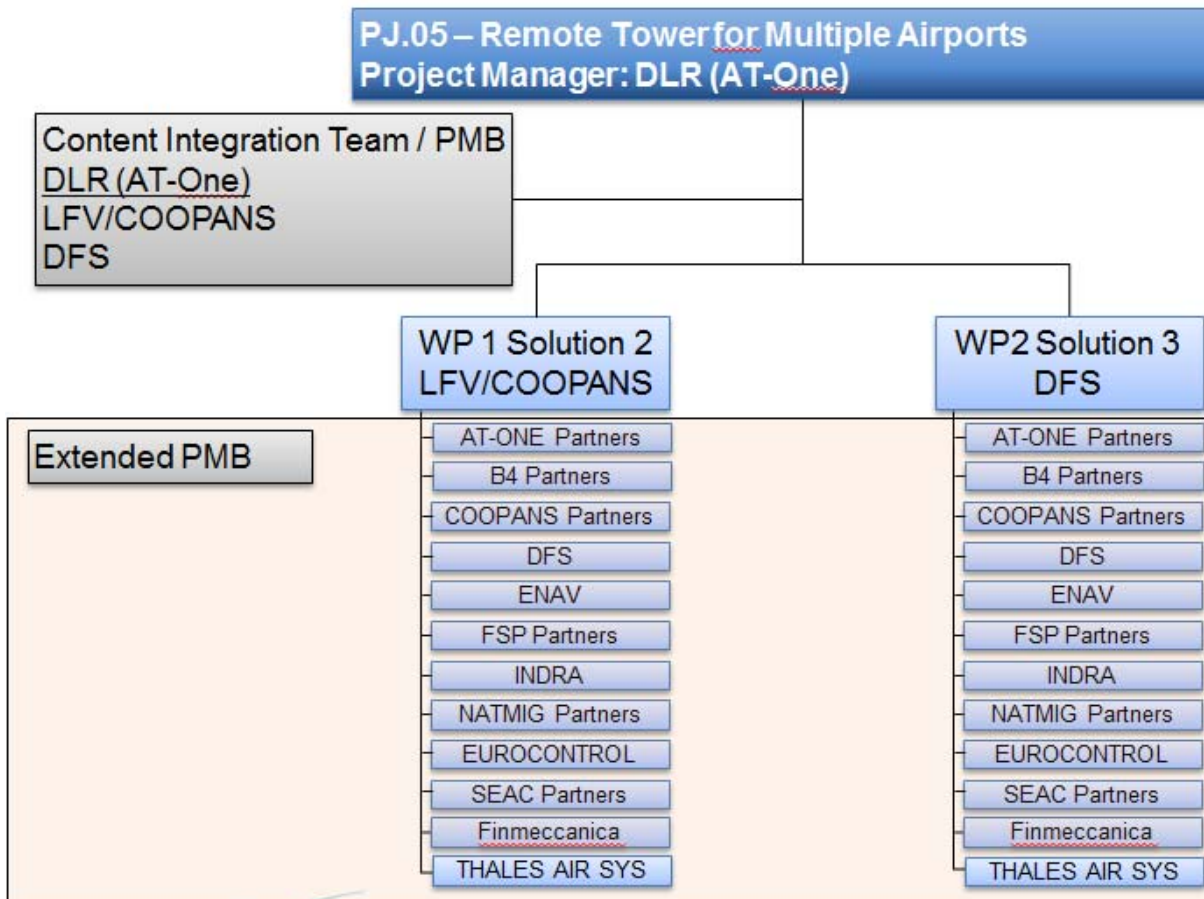 PJ.05 – Remote Tower for Multiple Airports
Project Manager: DLR (AT-One)
Content Integration Team / PMB
DLR (AT-One)
LFV/COOPANS
DFS
WP 1 Solution 2
LFV/COOPANS
WP2 Solution 3
DFS
Extended PMB
AT-ONE Partners
B4 Partners
COOPANS Partners
DFS
ENAV
FSP Partners
INDRA
NATMIG Partners
EUROCONTROL
SEAC Partners
Finmeccanica
THALES AIR SYS
AT-ONE Partners
B4 Partners
COOPANS Partners
DFS
ENAV
FSP Partners
INDRA
NATMIG Partners
EUROCONTROL
SEAC Partners
Finmeccanica
THALES AIR SYS